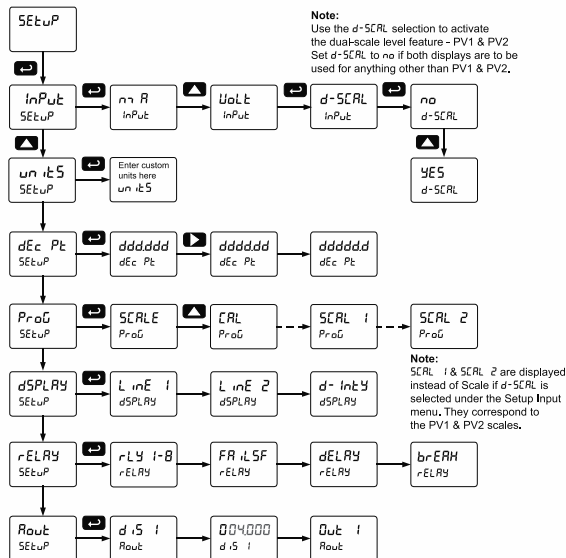 SEtuP
Note:
Use the d-SCAL selection to activate
the dual-scale level feature - PV1 & PV2
Set d-SCAL to no if both displays are to be
used for anything other than PV1 & PV2.
InPut
SEtuP
mA
InPut
VoLt
InPut
d-SCAL
InPut
no
d-SCAL
YES
d-SCAL
unitS
SEtuP
Enter custom
units here
unitS
dEc Pt
SEtuP
ddd.ddd
dEc Pt
dddd.dd
dEc Pt
ddddd.d
dEc Pt
ProG
SEtuP
SCALE
ProG
CAL
ProG
SCAL 1
ProG
SCAL 2
ProG
Note:
SCAL 1 & SCAL 2 are displayed
instead of Scale if d-SCAL is
selected under the Setup Input
menu. They correspond to
the PV1 & PV2 scales.
dSPLAY
SEtuP
LinE 1
dSPLAY
LinE 2
dSPLAY
d-IntY
dSPLAY
rELAY
SEtuP
rLY 1-8
rELAY
FAiLSF
rELAY
dELAY
rELAY
brEAK
rELAY
Aout
SEtuP
diS 1
Aout
004.000
diS 1
Out 1
Aout